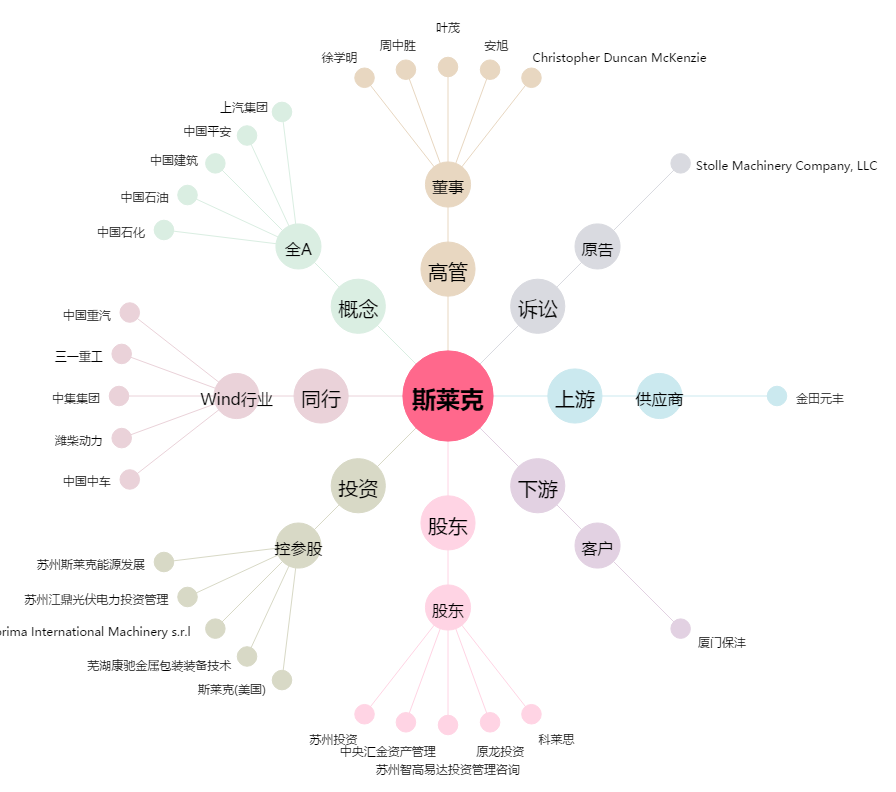 叶茂
周中胜
安旭
徐学明
Christopher Duncan McKenzie
上汽集团
中国平安
中国建筑
中国石油
中国石化
董事
Stolle Machinery Company, LLC
全A
原告
高管
概念
诉讼
中国重汽
三一重工
中集集团
潍柴动力
中国中车
Wind行业
同行
斯莱克
上游
供应商
金田元丰
投资
股东
下游
控参股
客户
苏州斯莱克能源发展
苏州江鼎光伏电力投资管理
prima International Machinery s.r.l
芜湖康驰金属包装装备技术
斯莱克(美国)
股东
厦门保沣
苏州投资
中央汇金资产管理
苏州智高易达投资管理咨询
原龙投资
科莱思